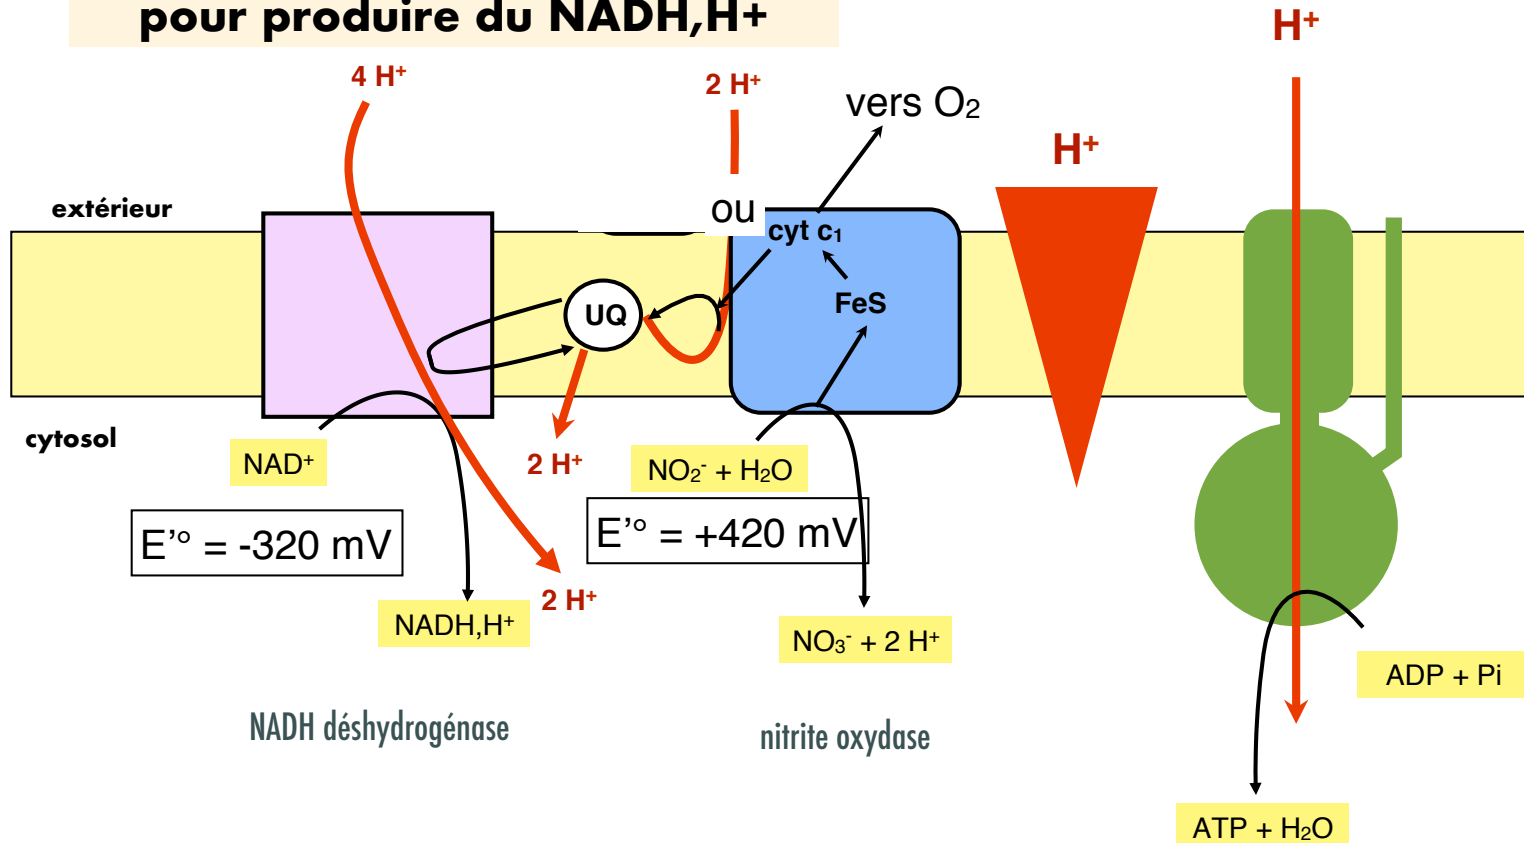 pour produire du NADH,H+
H⁺
4 H⁺
2 H⁺
vers O₂
H⁺
extérieur
ou
cyt c₁
FeS
UQ
cytosol
NAD⁺
2 H⁺
NO₂⁻ + H₂O
E’° = -320 mV
E’° = +420 mV
2 H⁺
NADH,H⁺
NO₃⁻ + 2 H⁺
ADP + Pi
NADH déshydrogénase
nitrite oxydase
ATP + H₂O